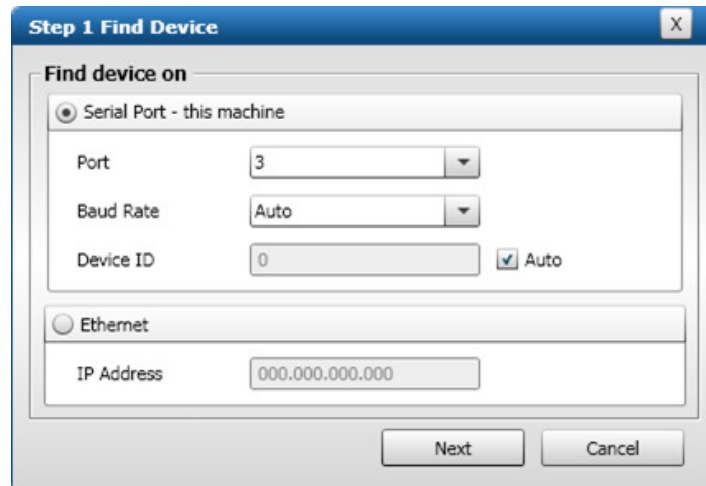 Step 1 Find Device X
Find device on
Serial Port - this machine
Port 3
Baud Rate Auto
Device ID 0 Auto
Ethernet
IP Address 000.000.000.000
Next Cancel